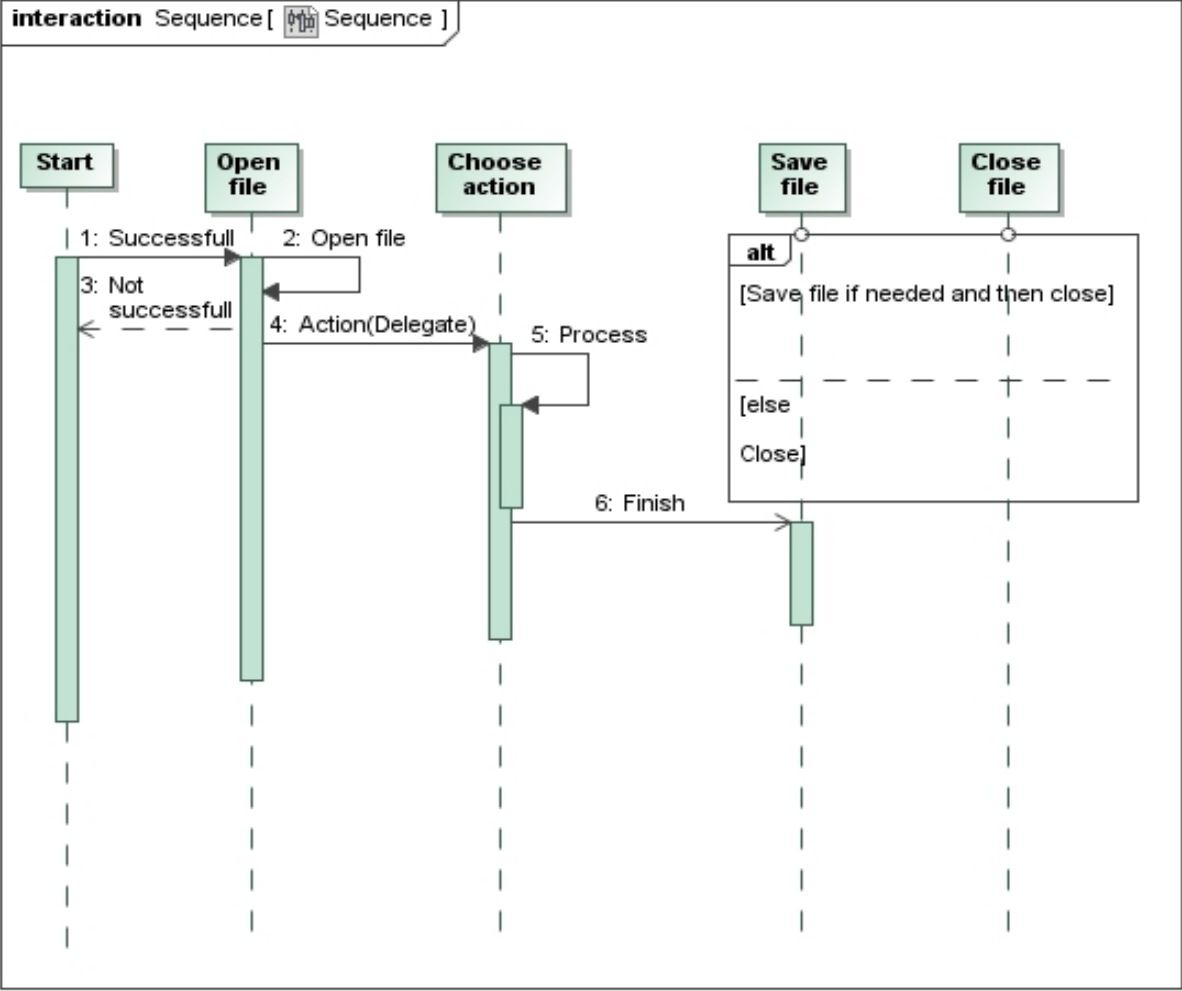 interaction Sequence [ Sequence ]
Start
Open
file
Choose
action
Save
file
Close
file
1: Successfull
2: Open file
alt
3: Not
successfull
[Save file if needed and then close]
4: Action(Delegate)
5: Process
[else
Close]
6: Finish